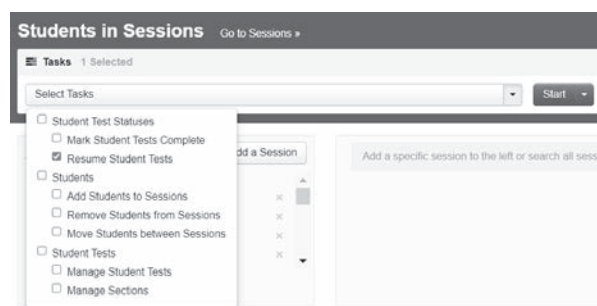 Students in Sessions Go to Sessions »
Tasks 1 Selected
Select Tasks
Start
Student Test Statuses
Mark Student Tests Complete
Resume Student Tests
Students
Add Students to Sessions
Remove Students from Sessions
Move Students between Sessions
Student Tests
Manage Student Tests
Manage Sections
dd a Session
Add a specific session to the left or search all sess